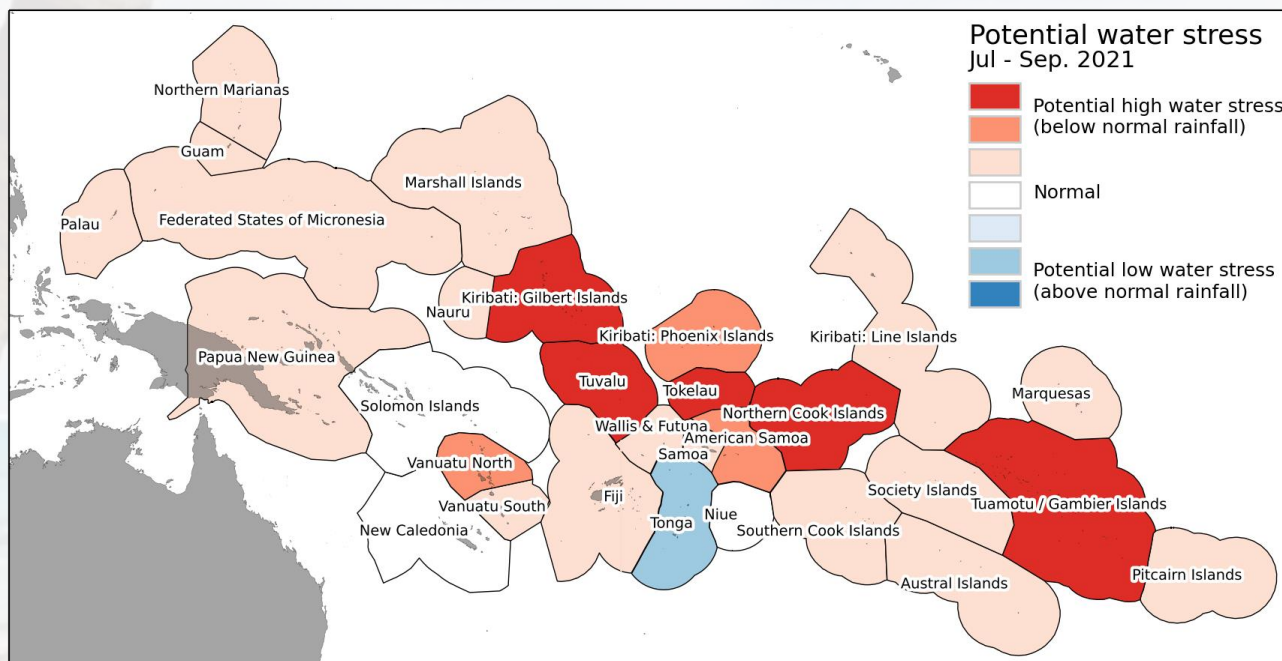 Potential water stress
Jul - Sep. 2021
Potential high water stress
(below normal rainfall)
Normal
Potential low water stress
(above normal rainfall)
Northern Marianas
Guam
Marshall Islands
Palau
Federated States of Micronesia
Kiribati: Gilbert Islands
Nauru
Kiribati: Phoenix Islands
Kiribati: Line Islands
Papua New Guinea
Tuvalu
Tokelau
Marquesas
Solomon Islands
Northern Cook Islands
Wallis & Futuna
American Samoa
Samoa
Vanuatu North
Society Islands
Vanuatu South
Fiji
Tuamotu / Gambier Islands
Niue
New Caledonia
Tonga
Southern Cook Islands
Austral Islands
Pitcairn Islands